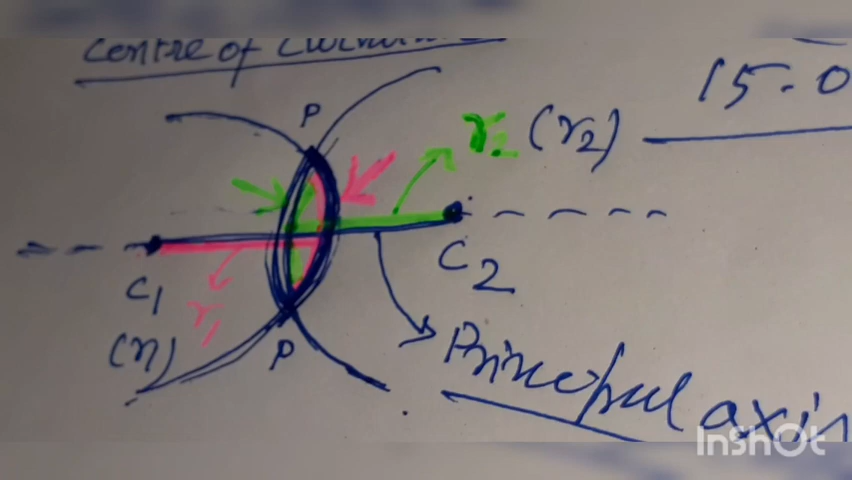 Centre of
15.0
P
r2 (r2)
C1
r1
(r1)
C2
P
Principal axis
InShot